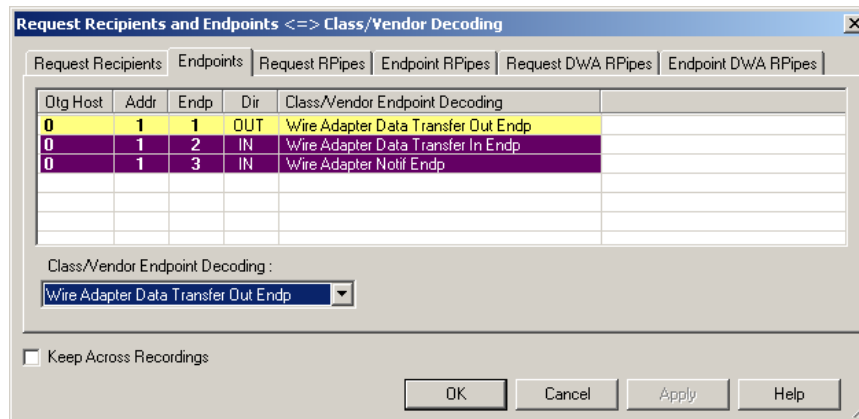 Request Recipients and Endpoints <=> Class/Vendor Decoding
Request Recipients Endpoints Request RPipes Endpoint RPipes Request DWA RPipes Endpoint DWA RPipes
Otg Host Addr Endp Dir Class/Vendor Endpoint Decoding
0 1 1 OUT Wire Adapter Data Transfer Out Endp
0 1 2 IN Wire Adapter Data Transfer In Endp
0 1 3 IN Wire Adapter Notif Endp
Class/Vendor Endpoint Decoding :
Wire Adapter Data Transfer Out Endp
Keep Across Recordings
OK Cancel Apply Help